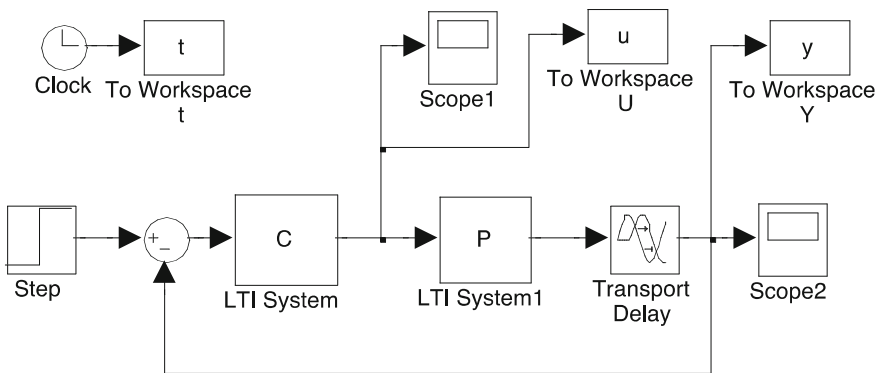 t
Clock
To Workspace
t
Scope1
u
To Workspace
U
y
To Workspace
Y
Step
+
−
C
LTI System
P
LTI System1
Transport
Delay
Scope2